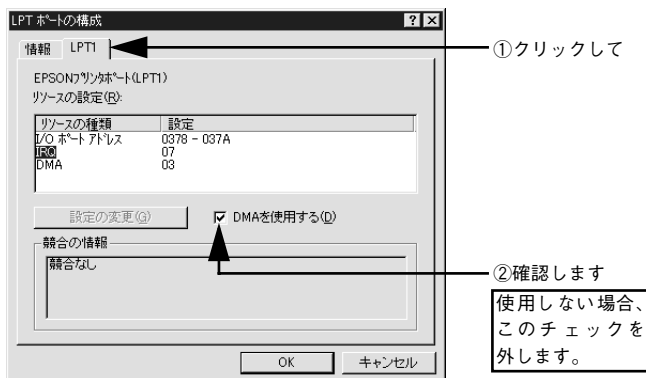 LPT ポートの構成
情報 LPT1
①クリックして
EPSONプリンタポート(LPT1)
リソースの設定(R):
リソースの種類 設定
I/O ポート アドレス 0378 - 037A
IRQ 07
DMA 03
設定の変更(G) DMAを使用する(D)
競合の情報
競合なし
②確認します
使用しない場合、
このチェックを
外します。
OK キャンセル